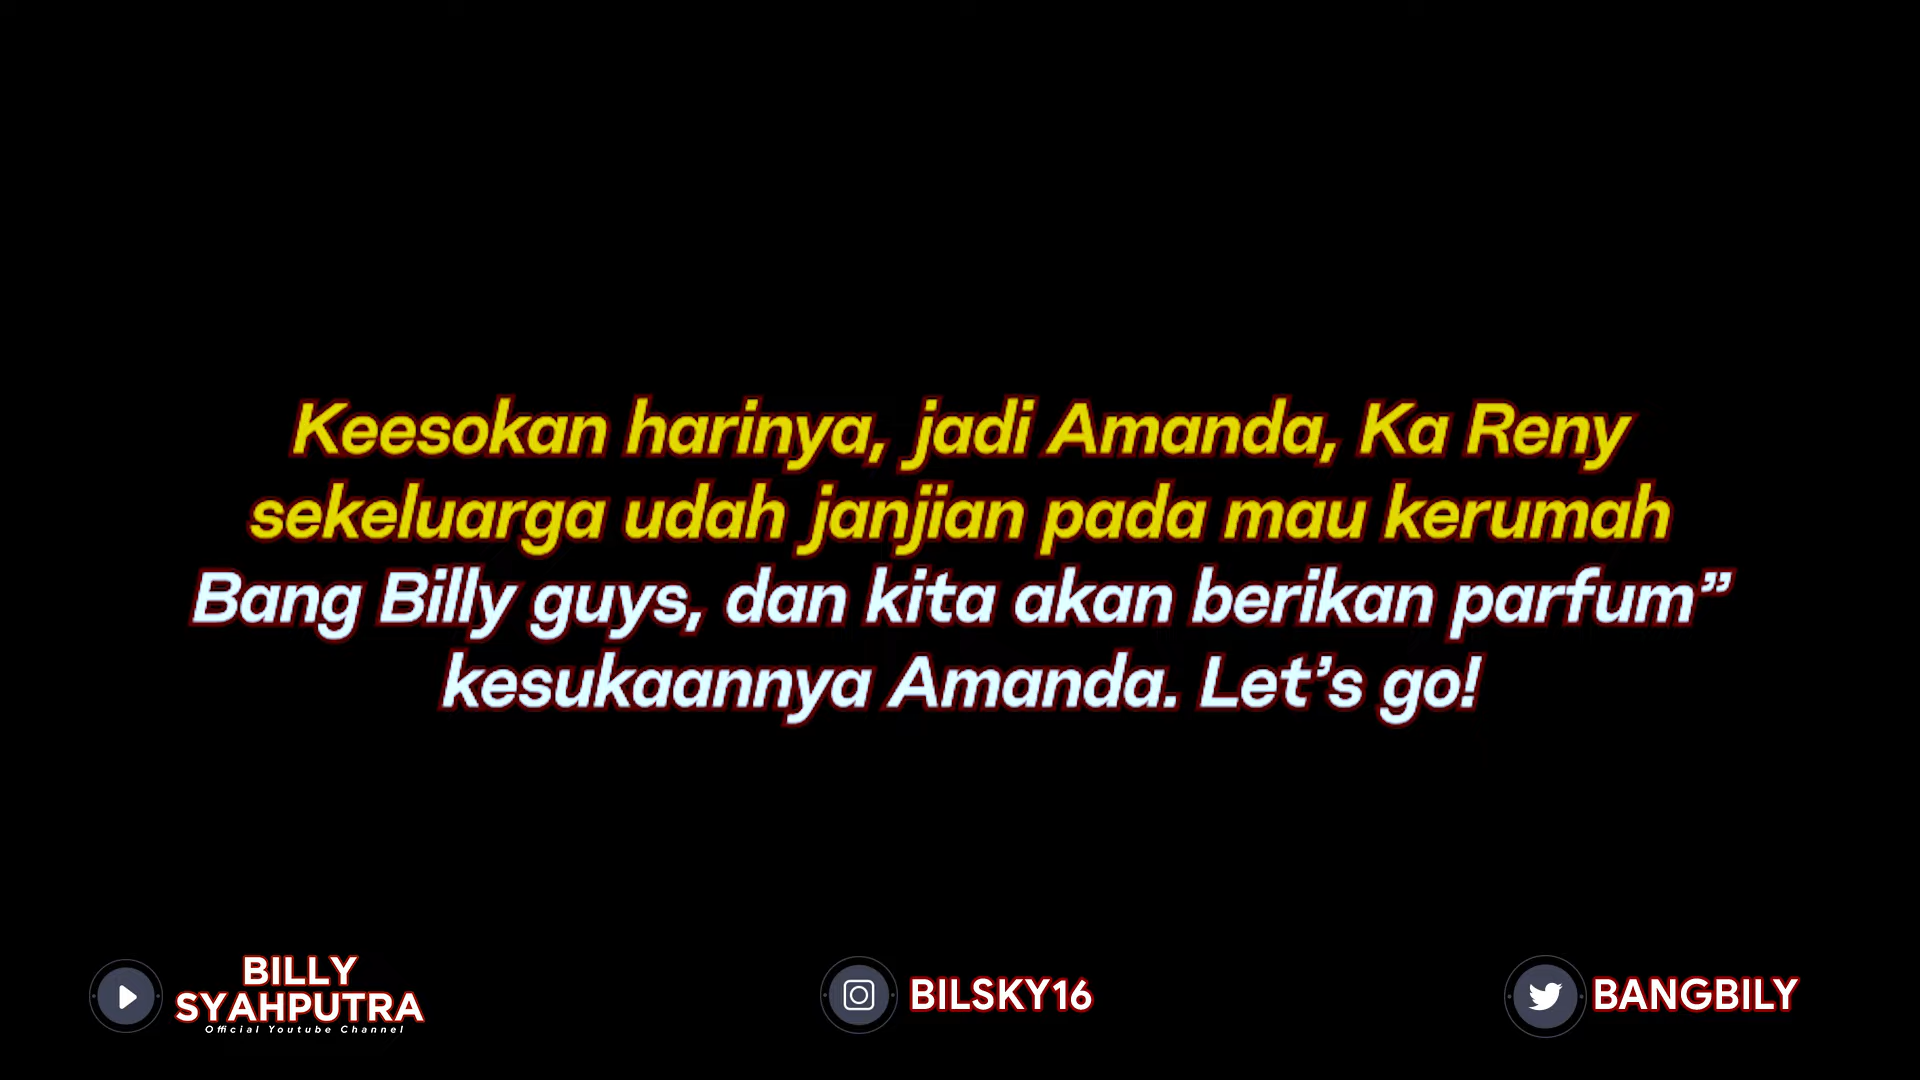 Keesokan harinya, jadi Amanda, Ka Reny
sekeluarga udah janjian pada mau kerumah
Bang Billy guys, dan kita akan berikan parfum”
kesukaannya Amanda. Let’s go!
BILLY
SYAHPUTRA
Official Youtube Channel
BILSKY16
BANGBILY